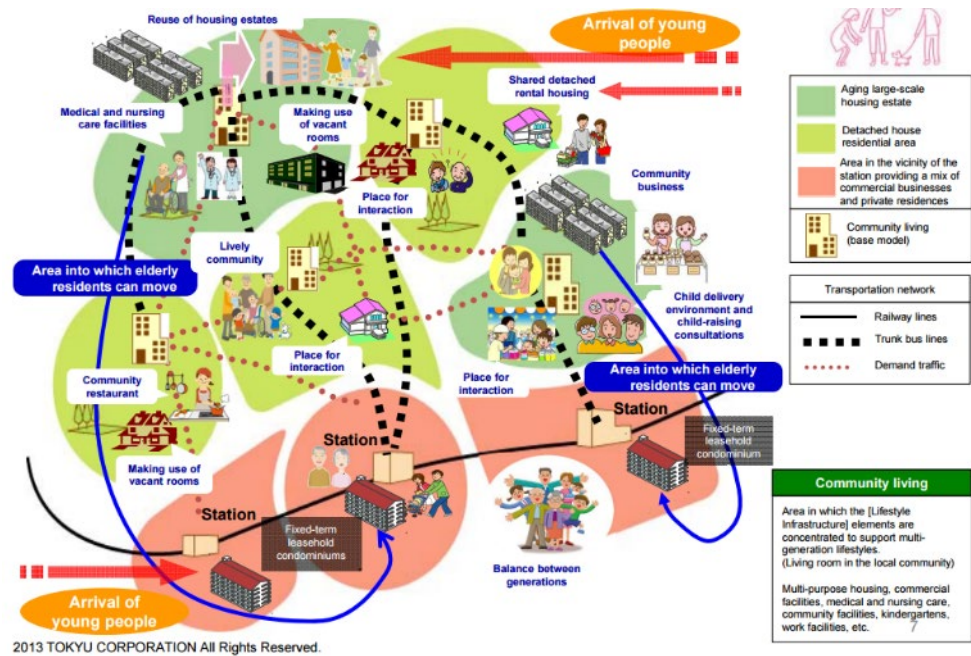 Reuse of housing estates
Arrival of young
people
Shared detached
rental housing
Medical and nursing
care facilities
Making use
of vacant
rooms
Community
business
Place for
interaction
Lively
community
Area into which elderly
residents can move
Child delivery
environment and
child-raising
consultations
Place for
interaction
Place for
interaction
Area into which elderly
residents can move
Community
restaurant
Station
Station
Fixed-term
leasehold
condominium
Making use of
vacant rooms
Station
Fixed-term
leasehold
condominiums
Balance between
generations
Arrival of
young people
Aging large-scale
housing estate
Detached house
residential area
Area in the vicinity of the
station providing a mix of
commercial businesses
and private residences
Community living
(base model)
Transportation network
Railway lines
Trunk bus lines
Demand traffic
Community living
Area in which the [Lifestyle
Infrastructure] elements are
concentrated to support multi-
generation lifestyles.
(Living room in the local community)
Multi-purpose housing, commercial
facilities, medical and nursing care,
community facilities, kindergartens,
work facilities, etc.
7
2013 TOKYU CORPORATION All Rights Reserved.